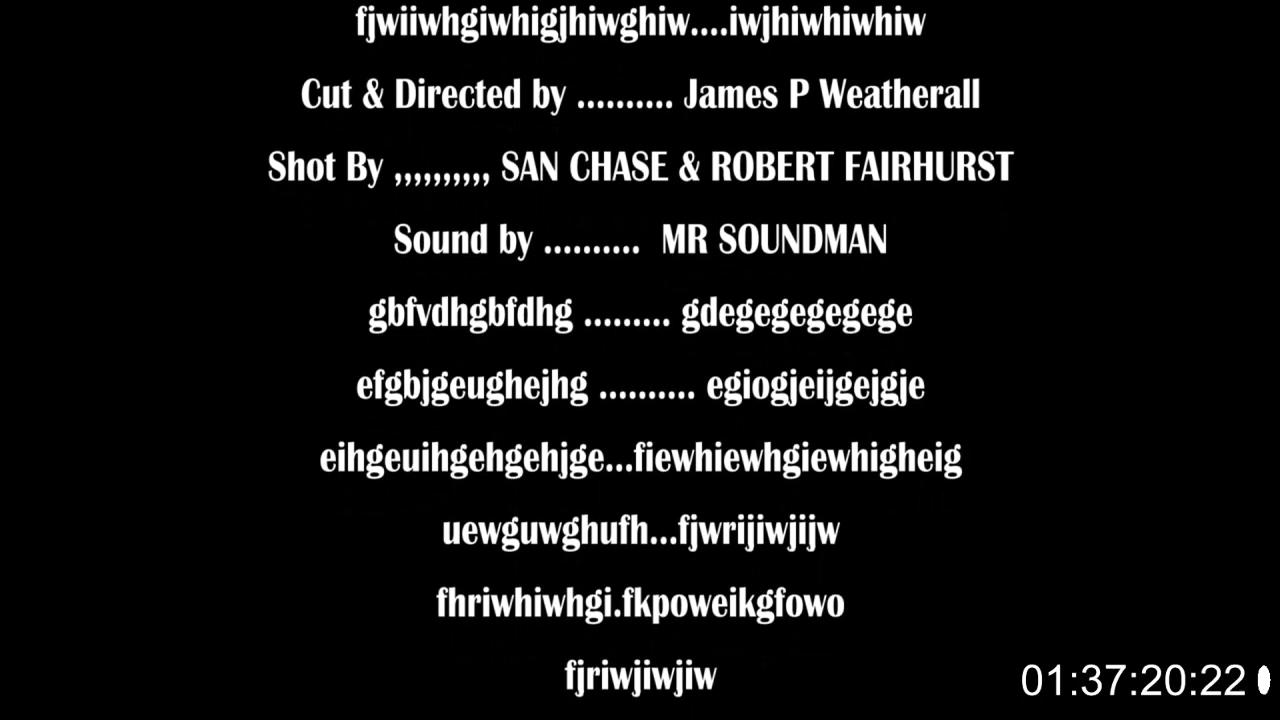 fjwiiwhgiwhigjhiwghiw....iwjhiwhiwhiw
Cut & Directed by .......... James P Weatherall
Shot By ,,,,,,,,,, SAN CHASE & ROBERT FAIRHURST
Sound by .......... MR SOUNDMAN
gbfvdhgbfdhg ......... gdegegegegege
efgbjgeughejhg .......... egiogjeijgejgje
eihgeuihgehgehjge...fiewhiewhgiewhigheig
uewguwghufh...fjwrijiwjijw
fhriwhiwhgi.fkpoweikgfowo
fjriwjiwjiw
01:37:20:22